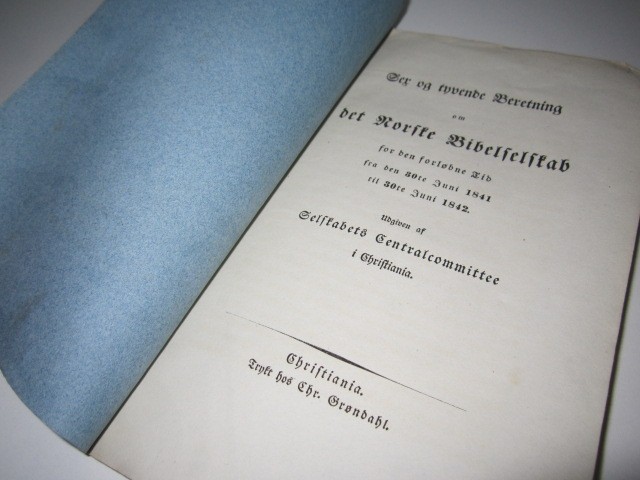 Sex og tyvende Beretning
om
det Norske Bibelselskab
for den forløbne Tid
fra den 30te Juni 1841
til 30te Juni 1842.
Udgiven af
Selskabets Centralcommittee
i Christiania.
Christiania.
Trykt hos Chr. Grøndahl.